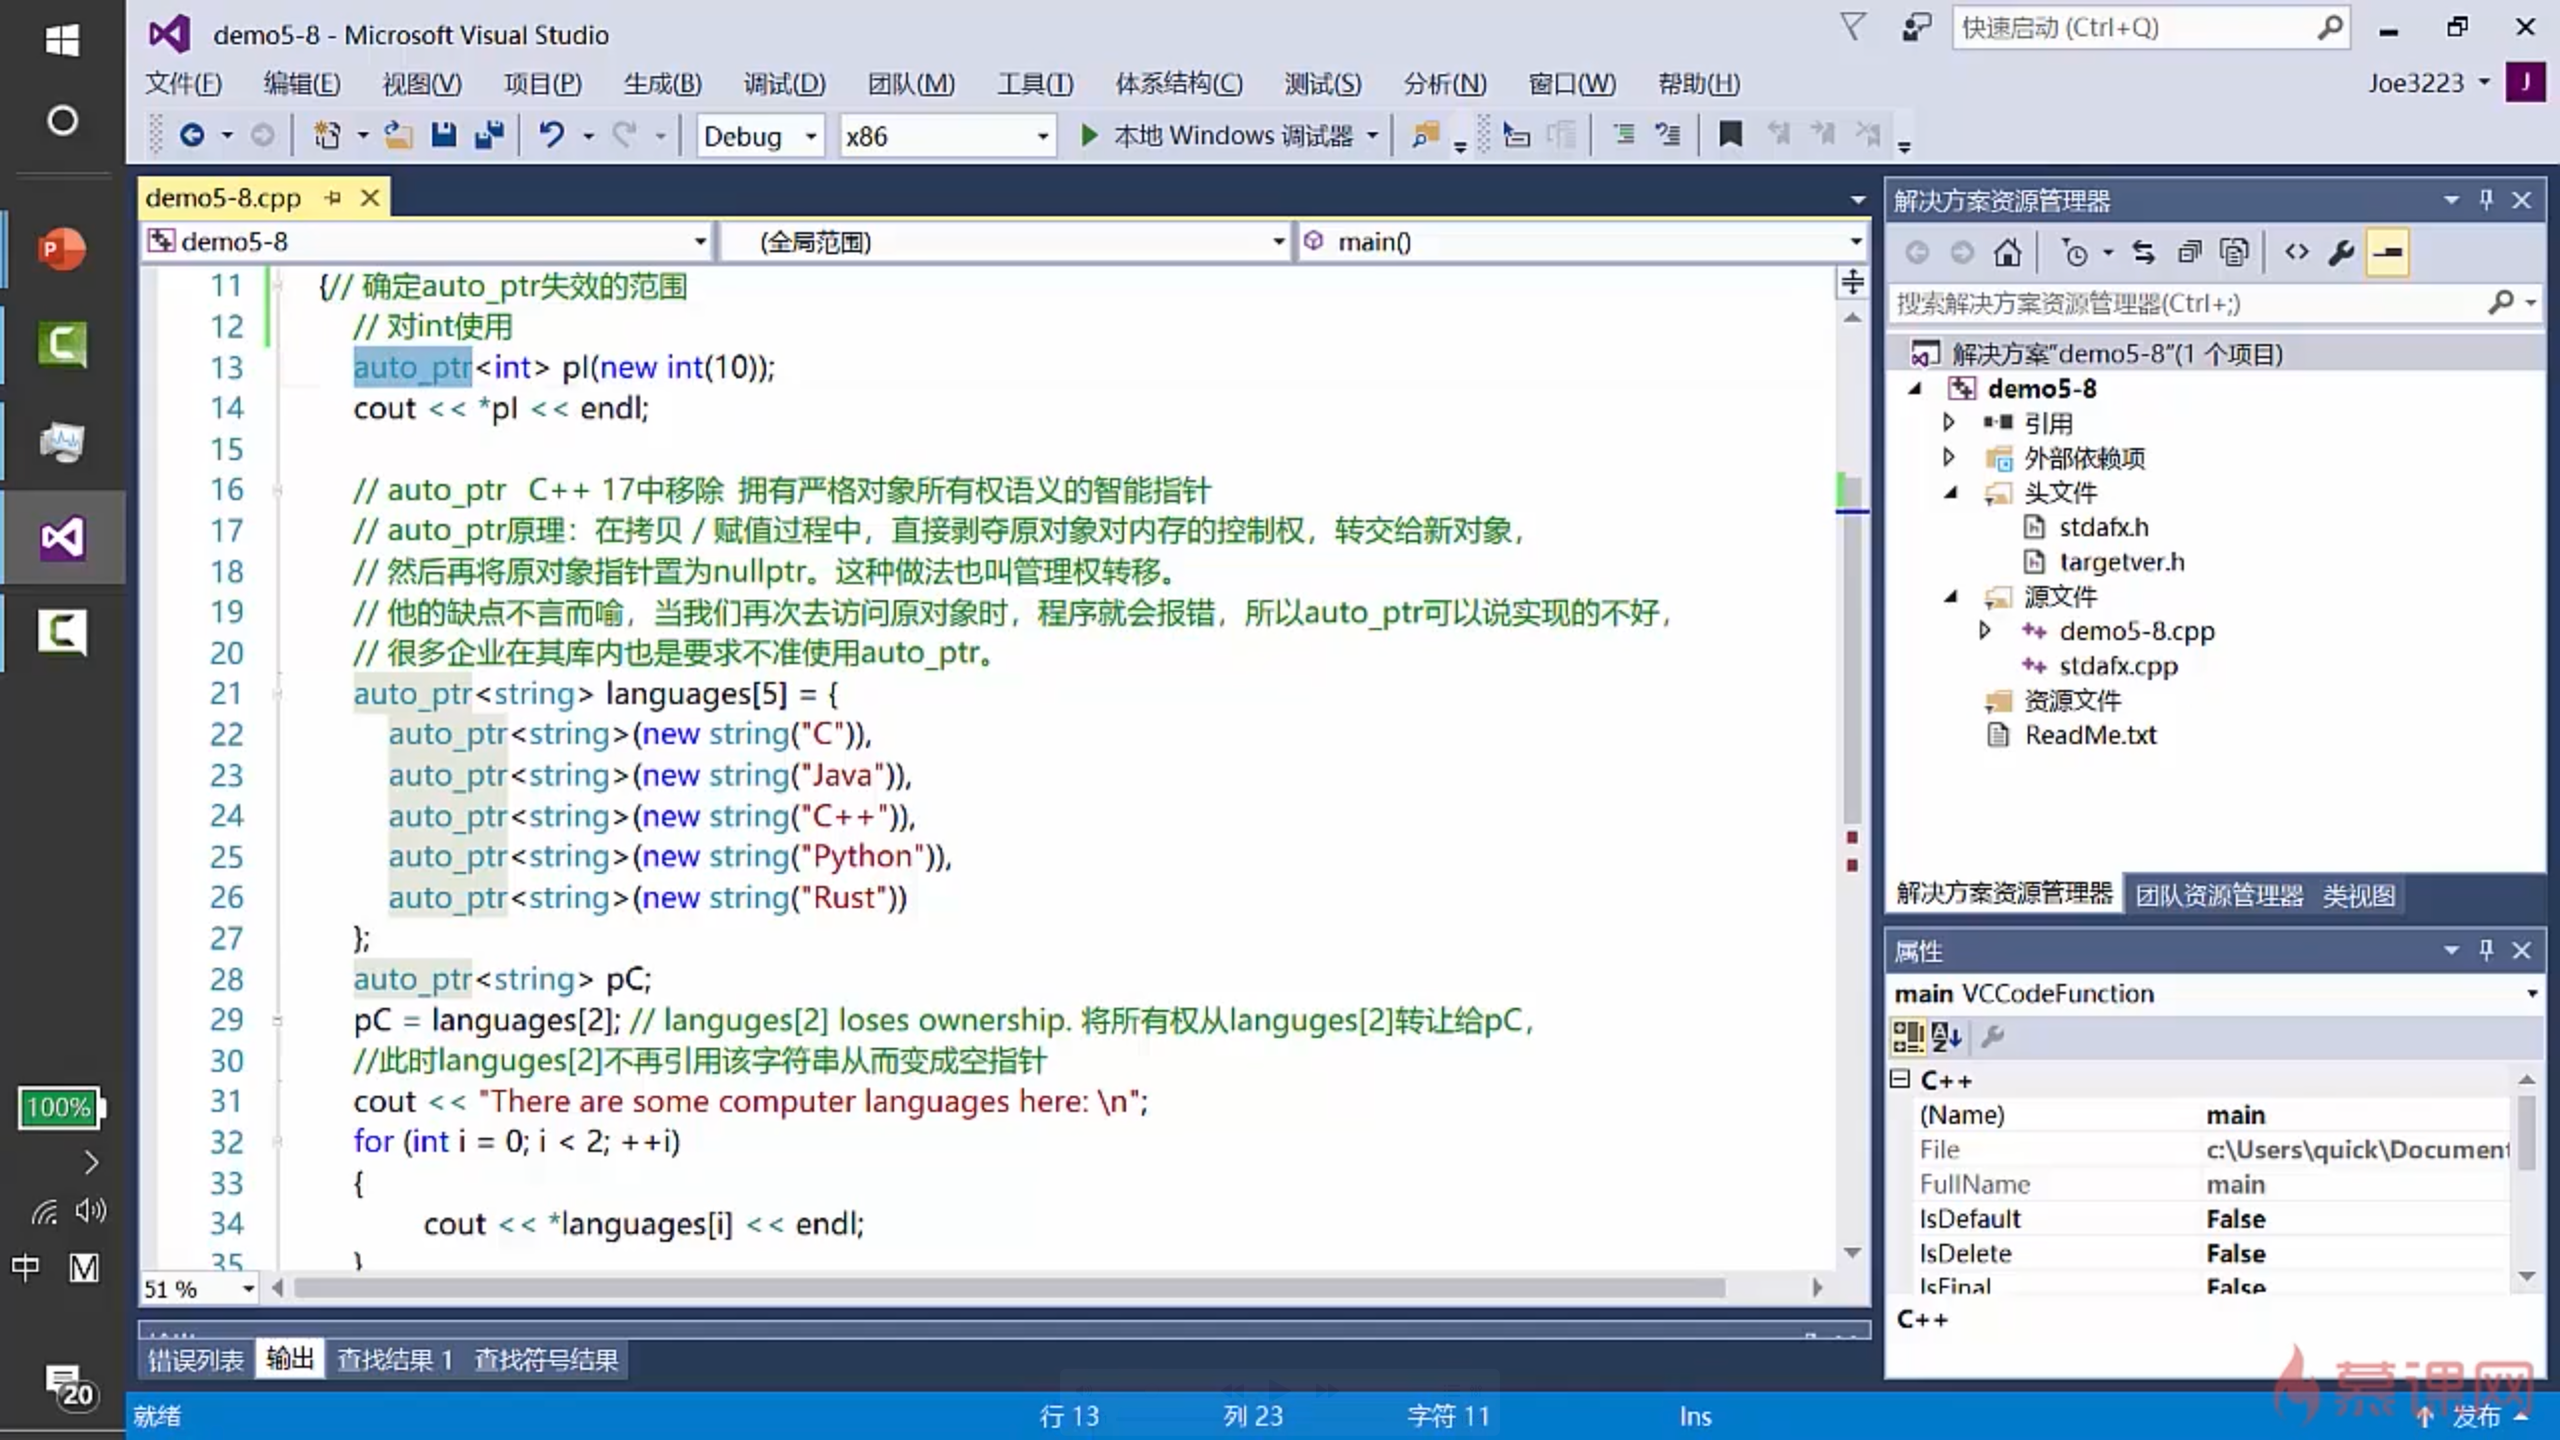 demo5-8 - Microsoft Visual Studio
快速启动 (Ctrl+Q)
文件(F) 编辑(E) 视图(V) 项目(P) 生成(B) 调试(D) 团队(M) 工具(T) 体系结构(C) 测试(S) 分析(N) 窗口(W) 帮助(H)
Joe3223
J
Debug x86 本地 Windows 调试器
demo5-8.cpp
demo5-8 (全局范围) main()
11 {// 确定auto_ptr失效的范围
12 // 对int使用
13 auto_ptr<int> pI(new int(10));
14 cout << *pI << endl;
15
16 // auto_ptr C++ 17中移除 拥有严格对象所有权语义的智能指针
17 // auto_ptr原理：在拷贝 / 赋值过程中，直接剥夺原对象对内存的控制权，转交给新对象，
18 // 然后再将原对象指针置为nullptr。这种做法也叫管理权转移。
19 // 他的缺点不言而喻，当我们再次去访问原对象时，程序就会报错，所以auto_ptr可以说实现的不好，
20 // 很多企业在其库内也是要求不准使用auto_ptr。
21 auto_ptr<string> languages[5] = {
22 auto_ptr<string>(new string("C")),
23 auto_ptr<string>(new string("Java")),
24 auto_ptr<string>(new string("C++")),
25 auto_ptr<string>(new string("Python")),
26 auto_ptr<string>(new string("Rust"))
27 };
28 auto_ptr<string> pC;
29 pC = languages[2]; // languges[2] loses ownership. 将所有权从languges[2]转让给pC，
30 //此时languges[2]不再引用该字符串从而变成空指针
31 cout << "There are some computer languages here: \n";
32 for (int i = 0; i < 2; ++i)
33 {
34 cout << *languages[i] << endl;
35 }
51 %
解决方案资源管理器
搜索解决方案资源管理器(Ctrl+;)
解决方案"demo5-8"(1 个项目)
demo5-8
引用
外部依赖项
头文件
stdafx.h
targetver.h
源文件
demo5-8.cpp
stdafx.cpp
资源文件
ReadMe.txt
解决方案资源管理器 团队资源管理器 类视图
属性
main VCCodeFunction
C++
(Name) main
File c:\Users\quick\Document
FullName main
IsDefault False
IsDelete False
IsFinal False
C++
错误列表 输出 查找结果 1 查找符号结果
就绪 行 13 列 23 字符 11 Ins 发布
慕课网
100%
中 M
20